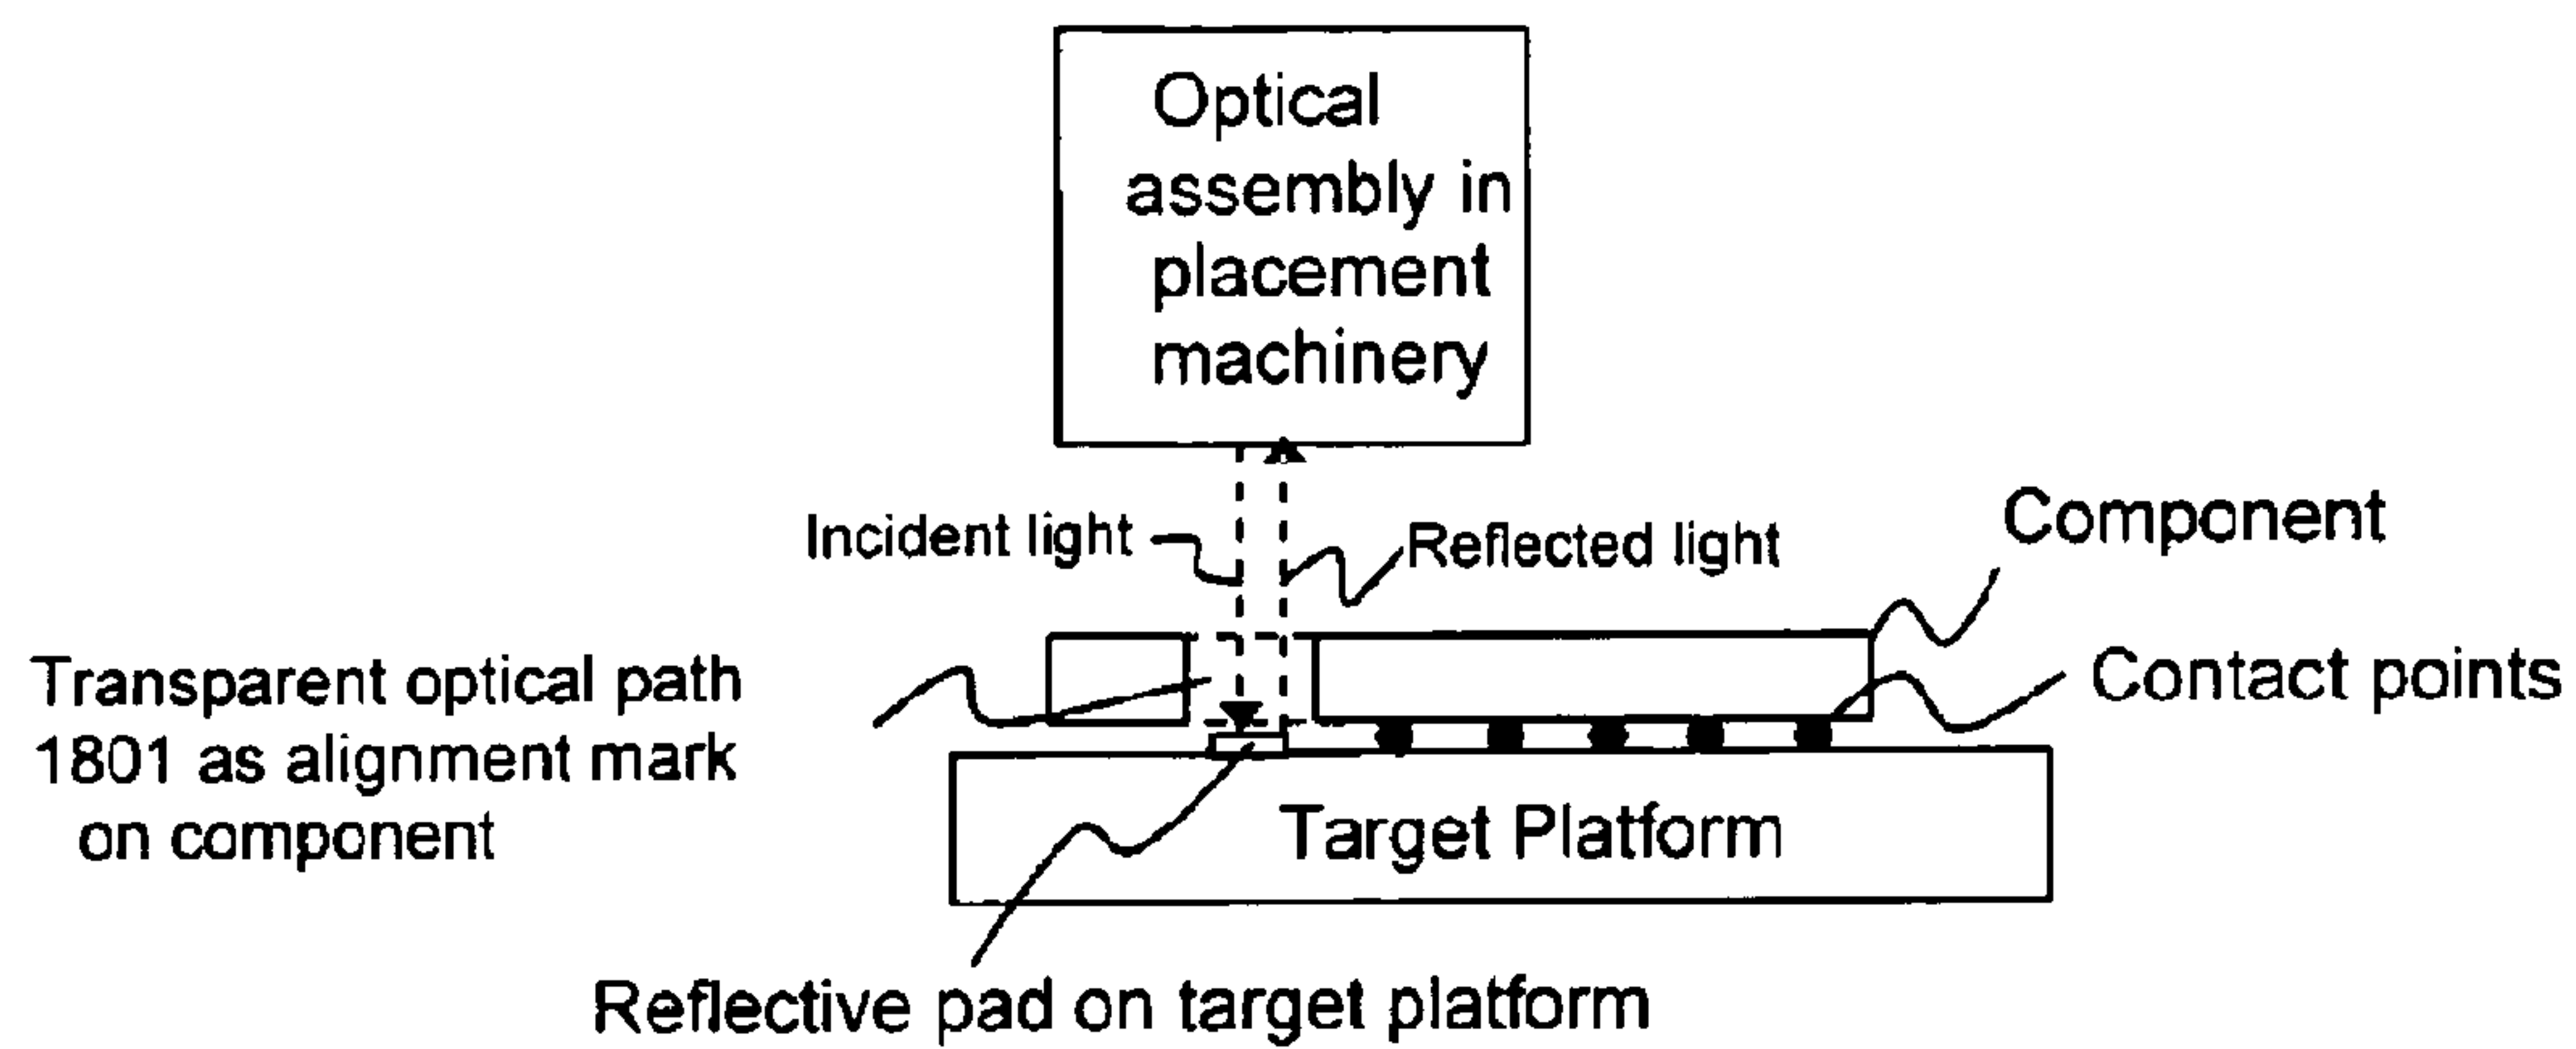 Optical
assembly in
placement
machinery
Incident light
Reflected light
Component
Transparent optical path
1801 as alignment mark
on component
Contact points
Target Platform
Reflective pad on target platform